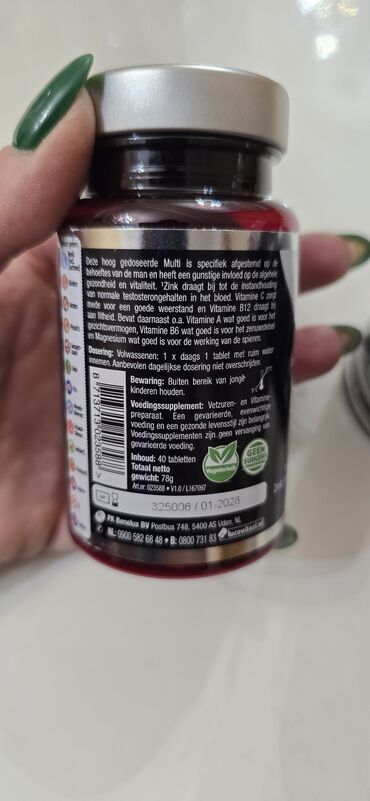 Deze hoog gedoseerde Multi is specifiek afgestemd op de
behoeftes van de man en heeft een gunstige invloed op de algehele
gezondheid en vitaliteit. ¹Zink draagt bij tot de instandhouding
van normale testosterongehalten in het bloed. Vitamine C zorgt
mede voor een goede weerstand en Vitamine B12 draagt bij
aan fitheid. Bevat daarnaast o.a. Vitamine A wat goed is voor het
gezichtsvermogen, Vitamine B6 wat goed is voor het zenuwstelsel
en Magnesium wat goed is voor de werking van de spieren.
Dosering: Volwassenen: 1 x daags 1 tablet met ruim water
innemen. Aanbevolen dagelijkse dosering niet overschrijden.
Bewaring: Buiten bereik van jonge
kinderen houden.
Voedingssupplement: Vetzuren- en Vitamine-
preparaat. Een gevarieerde, evenwichtige
voeding en een gezonde levensstijl zijn belangrijk.
Voedingssupplementen zijn geen vervanging van
gevarieerde voeding.
Inhoud: 40 tabletten
Totaal netto
gewicht: 78g
Art.nr: 023568 • V1.0 / L167097
Vegetarisch
GEEN
SUIKERS
8 713713 023568 >
325006 / 01-2028
PK Benelux BV Postbus 748, 5400 AS Uden, NL
M.: 0900 582 68 48 • B: 0800 731 83
lucovitaal.nl